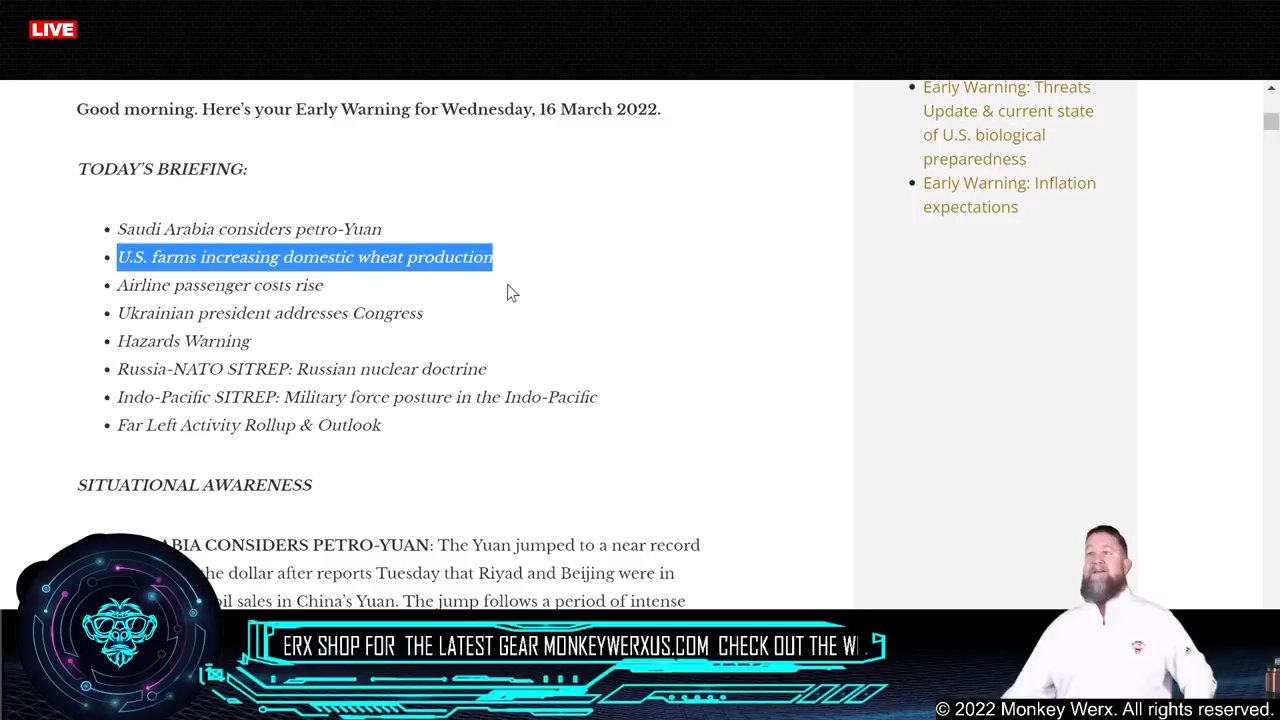 LIVE
Good morning. Here’s your Early Warning for Wednesday, 16 March 2022.
TODAY’S BRIEFING:
• Saudi Arabia considers petro-Yuan
• U.S. farms increasing domestic wheat production
• Airline passenger costs rise
• Ukrainian president addresses Congress
• Hazards Warning
• Russia-NATO SITREP: Russian nuclear doctrine
• Indo-Pacific SITREP: Military force posture in the Indo-Pacific
• Far Left Activity Rollup & Outlook
SITUATIONAL AWARENESS
ABIA CONSIDERS PETRO-YUAN: The Yuan jumped to a near record
the dollar after reports Tuesday that Riyad and Beijing were in
oil sales in China’s Yuan. The jump follows a period of intense
• Early Warning: Threats
Update & current state
of U.S. biological
preparedness
• Early Warning: Inflation
expectations
ERX SHOP FOR THE LATEST GEAR MONKEYWERXUS.COM CHECK OUT THE W
© 2022 Monkey Werx. All rights reserved.